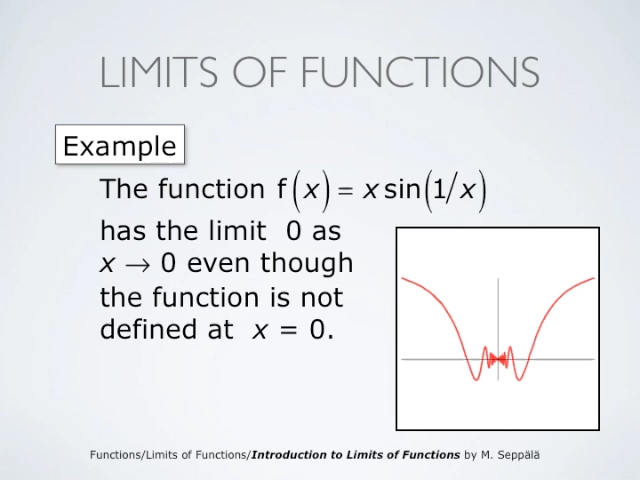 LIMITS OF FUNCTIONS
Example
The function f(x) = x sin(1/x)
has the limit 0 as
x → 0 even though
the function is not
defined at x = 0.
Functions/Limits of Functions/Introduction to Limits of Functions by M. Seppälä